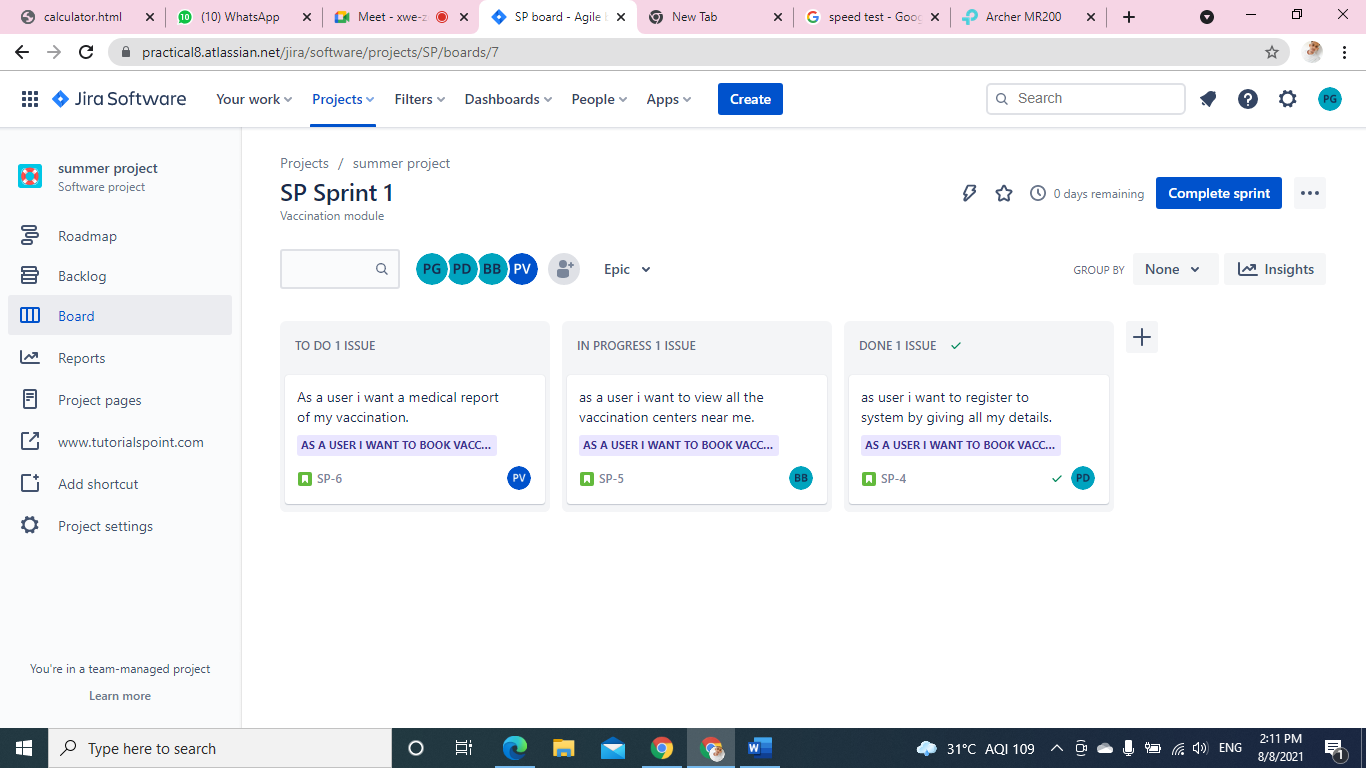 calculator.html
(10) WhatsApp
Meet - xwe-z
SP board - Agile
New Tab
speed test - Goog
Archer MR200
practical8.atlassian.net/jira/software/projects/SP/boards/7
Jira Software
Your work
Projects
Filters
Dashboards
People
Apps
Create
Search
PG
summer project
Software project
Roadmap
Backlog
Board
Reports
Project pages
www.tutorialspoint.com
Add shortcut
Project settings
You're in a team-managed project
Learn more
Projects / summer project
SP Sprint 1
Vaccination module
0 days remaining
Complete sprint
PG PD BB PV
Epic
GROUP BY
None
Insights
TO DO 1 ISSUE
As a user i want a medical report
of my vaccination.
AS A USER I WANT TO BOOK VACC...
SP-6
PV
IN PROGRESS 1 ISSUE
as a user i want to view all the
vaccination centers near me.
AS A USER I WANT TO BOOK VACC...
SP-5
BB
DONE 1 ISSUE
as user i want to register to
system by giving all my details.
AS A USER I WANT TO BOOK VACC...
SP-4
PD
Type here to search
31°C AQI 109
ENG
2:11 PM
8/8/2021
1